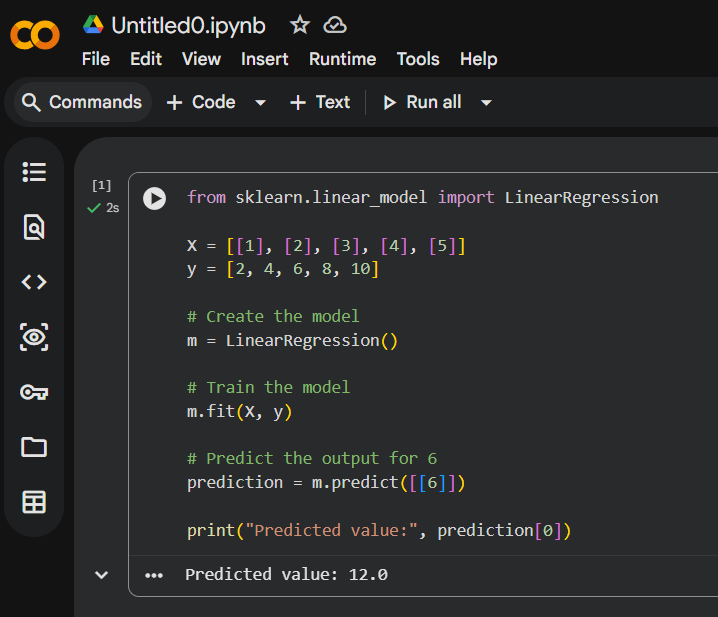 Untitled0.ipynb
File Edit View Insert Runtime Tools Help
Commands + Code + Text Run all
[1]
2s
from sklearn.linear_model import LinearRegression
X = [[1], [2], [3], [4], [5]]
y = [2, 4, 6, 8, 10]
# Create the model
m = LinearRegression()
# Train the model
m.fit(X, y)
# Predict the output for 6
prediction = m.predict([[6]])
print("Predicted value:", prediction[0])
Predicted value: 12.0